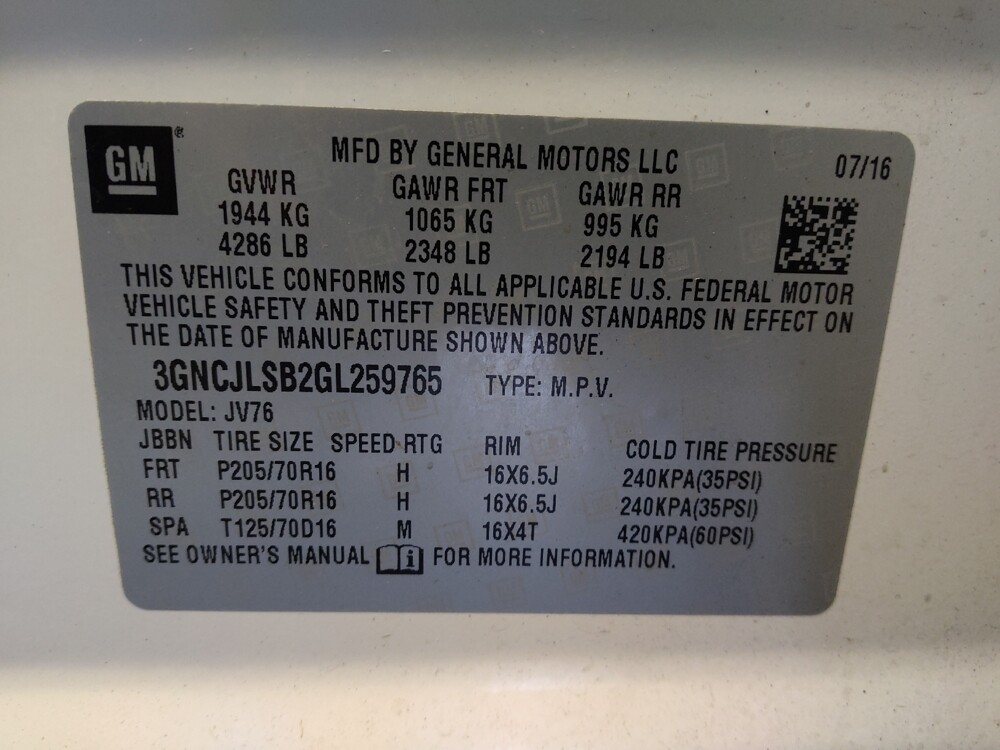 GM
MFD BY GENERAL MOTORS LLC 07/16
GVWR GAWR FRT GAWR RR
1944 KG 1065 KG 995 KG
4286 LB 2348 LB 2194 LB
THIS VEHICLE CONFORMS TO ALL APPLICABLE U.S. FEDERAL MOTOR
VEHICLE SAFETY AND THEFT PREVENTION STANDARDS IN EFFECT ON
THE DATE OF MANUFACTURE SHOWN ABOVE.
3GNCJLSB2GL259765 TYPE: M.P.V.
MODEL: JV76
JBBN TIRE SIZE SPEED RTG RIM COLD TIRE PRESSURE
FRT P205/70R16 H 16X6.5J 240KPA(35PSI)
RR P205/70R16 H 16X6.5J 240KPA(35PSI)
SPA T125/70D16 M 16X4T 420KPA(60PSI)
SEE OWNER'S MANUAL i FOR MORE INFORMATION.